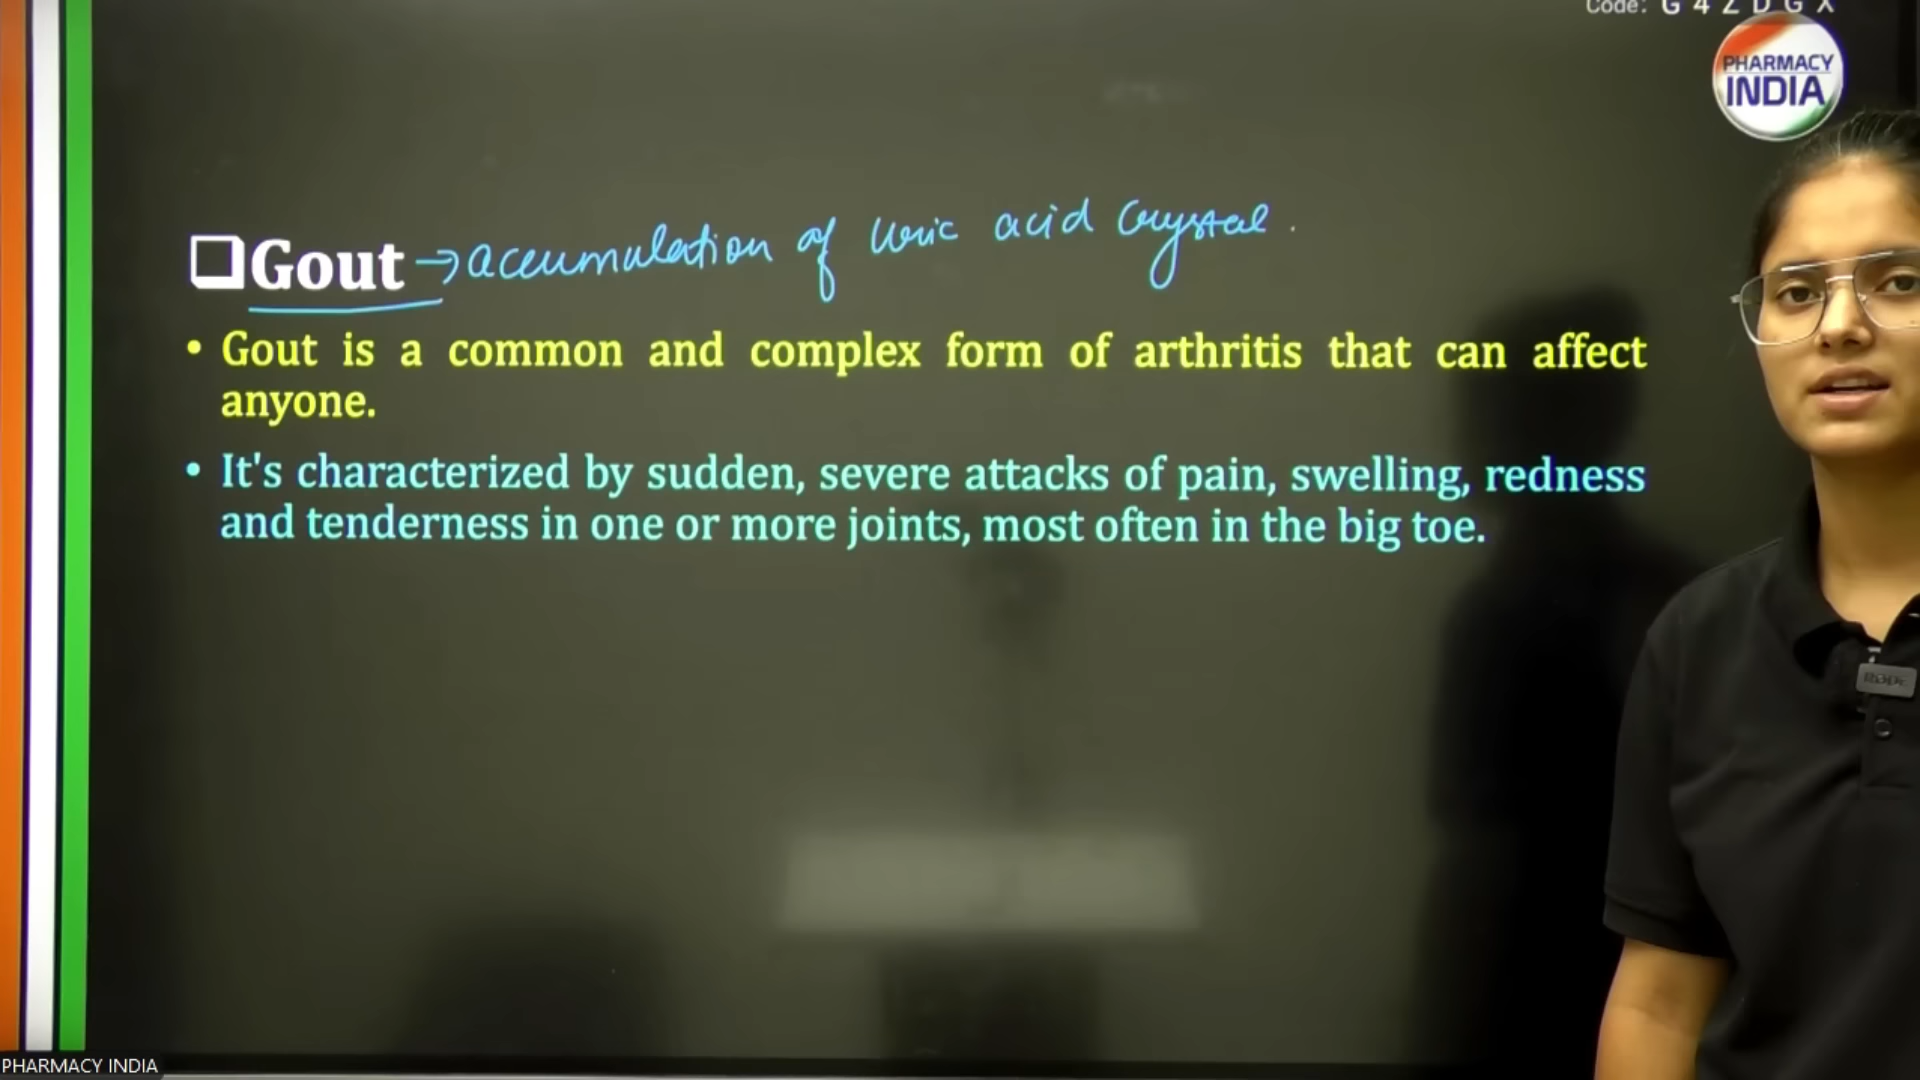 Code: G 4 Z D G X
PHARMACY
INDIA
Gout → accumulation of Uric acid Crystal.
• Gout is a common and complex form of arthritis that can affect
anyone.
• It's characterized by sudden, severe attacks of pain, swelling, redness
and tenderness in one or more joints, most often in the big toe.
RODE
PHARMACY INDIA